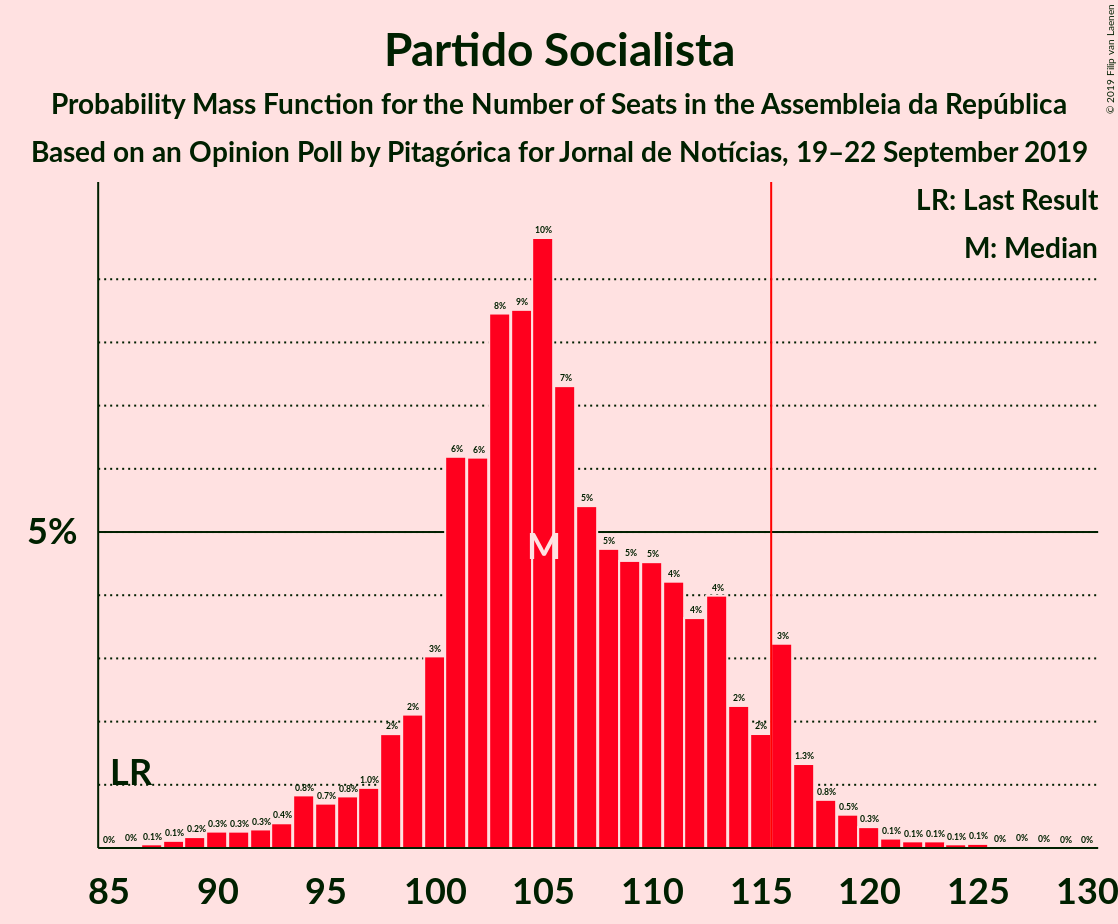 Partido Socialista
Probability Mass Function for the Number of Seats in the Assembleia da República
Based on an Opinion Poll by Pitagórica for Jornal de Notícias, 19–22 September 2019
© 2019 Filip van Laenen
LR: Last Result
M: Median
5%
LR
M
0% 0% 0.1% 0.1% 0.2% 0.3% 0.3% 0.3% 0.4% 0.8% 0.7% 0.8% 1.0% 2% 2% 3% 6% 6% 8% 9% 10% 7% 5% 5% 5% 5% 4% 4% 4% 2% 2% 3% 1.3% 0.8% 0.5% 0.3% 0.1% 0.1% 0.1% 0.1% 0.1% 0% 0% 0% 0% 0%
85 90 95 100 105 110 115 120 125 130